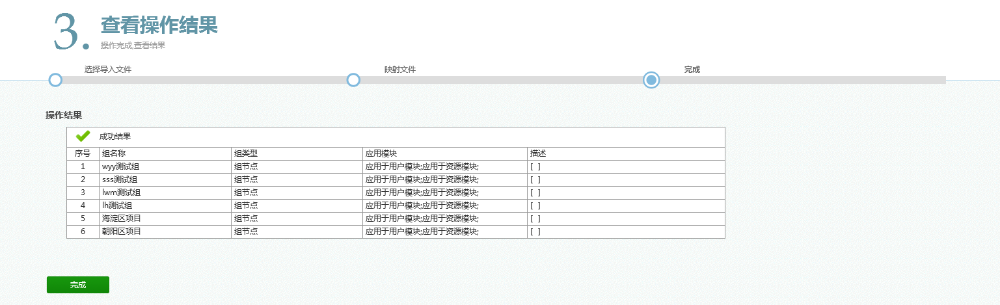 3.
查看操作结果
操作完成,查看结果
选择导入文件 映射文件 完成
操作结果
成功结果
序号 组名称 组类型 应用模块 描述
1 wyy测试组 组节点 应用于用户模块;应用于资源模块; [ ]
2 sss测试组 组节点 应用于用户模块;应用于资源模块; [ ]
3 lwm测试组 组节点 应用于用户模块;应用于资源模块; [ ]
4 lh测试组 组节点 应用于用户模块;应用于资源模块; [ ]
5 海淀区项目 组节点 应用于用户模块;应用于资源模块; [ ]
6 朝阳区项目 组节点 应用于用户模块;应用于资源模块; [ ]
完成